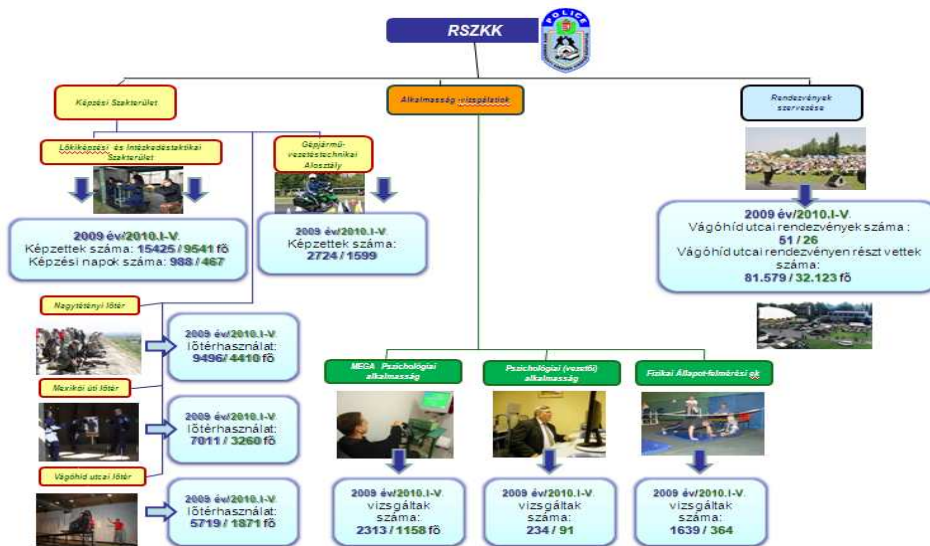 RSZKK
POLICE
Képzési Szakterület
Alkalmasság -vizsgálatok
Rendezvények
szervezése
Lőkiképzési és Intézkedéstaktikai
Szakterület
Gépjármű-
vezetéstechnikai
Alosztály
2009 év/2010.I-V.
Képzettek száma: 15425 / 9541 fő
Képzési napok száma: 988 / 467
2009 év/2010.I-V.
Képzettek száma:
2724 / 1599
2009 év/2010.I-V.
Vágóhíd utcai rendezvények száma :
51 / 26
Vágóhíd utcai rendezvényen részt vettek
száma:
81.579 / 32.123 fő
Nagytétényi lőtér
2009 év/2010.I-V.
lőtérhasználat:
9496/ 4410 fő
Mexikói úti lőtér
2009 év/2010.I-V.
lőtérhasználat:
7011 / 3260 fő
Vágóhíd utcai lőtér
2009 év/2010.I-V.
lőtérhasználat:
5719 / 1871 fő
MEGA Pszichológiai
alkalmasság
Pszichológiai (vezetői)
alkalmasság
Fizikai Állapot-felmérési ok
2009 év/2010.I-V.
vizsgáltak
száma:
2313 / 1158 fő
2009 év/2010.I-V.
vizsgáltak
száma:
234 / 91
2009 év/2010.I-V.
vizsgáltak
száma:
1639 / 364